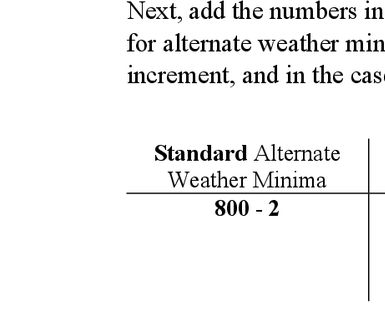 Next, add the numbers in
for alternate weather min
increment, and in the cas
Standard Alternate
Weather Minima
800 - 2